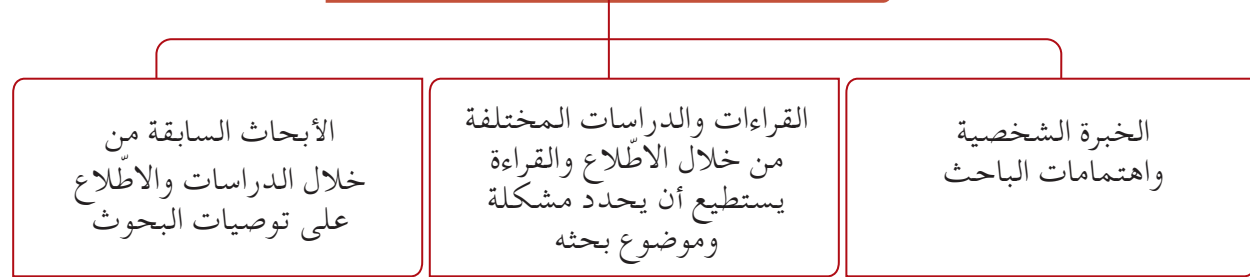 الخبرة الشخصية
واهتمامات الباحث
القراءات والدراسات المختلفة
من خلال الاطّلاع والقراءة
يستطيع أن يحدد مشكلة
وموضوع بحثه
الأبحاث السابقة من
خلال الدراسات والاطّلاع
على توصيات البحوث